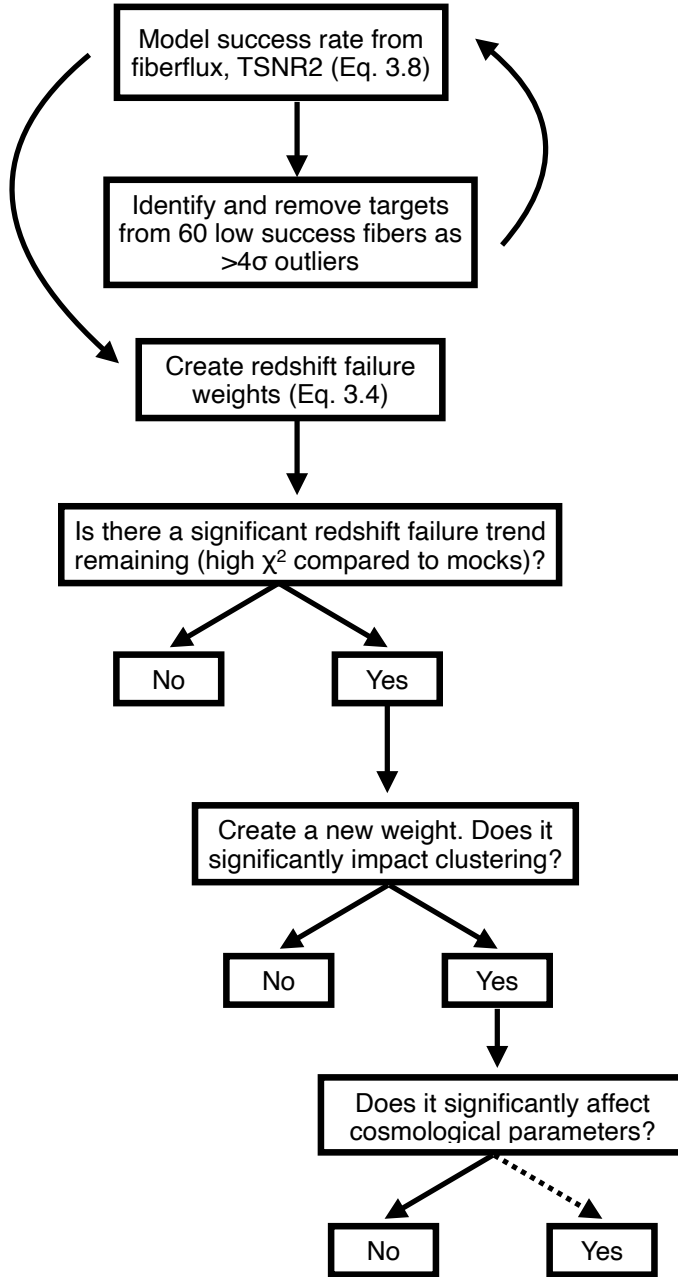 Model success rate from
fiberflux, TSNR2 (Eq. 3.8)
Identify and remove targets
from 60 low success fibers as
>4σ outliers
Create redshift failure
weights (Eq. 3.4)
Is there a significant redshift failure trend
remaining (high χ² compared to mocks)?
No
Yes
Create a new weight. Does it
significantly impact clustering?
No
Yes
Does it significantly affect
cosmological parameters?
No
Yes